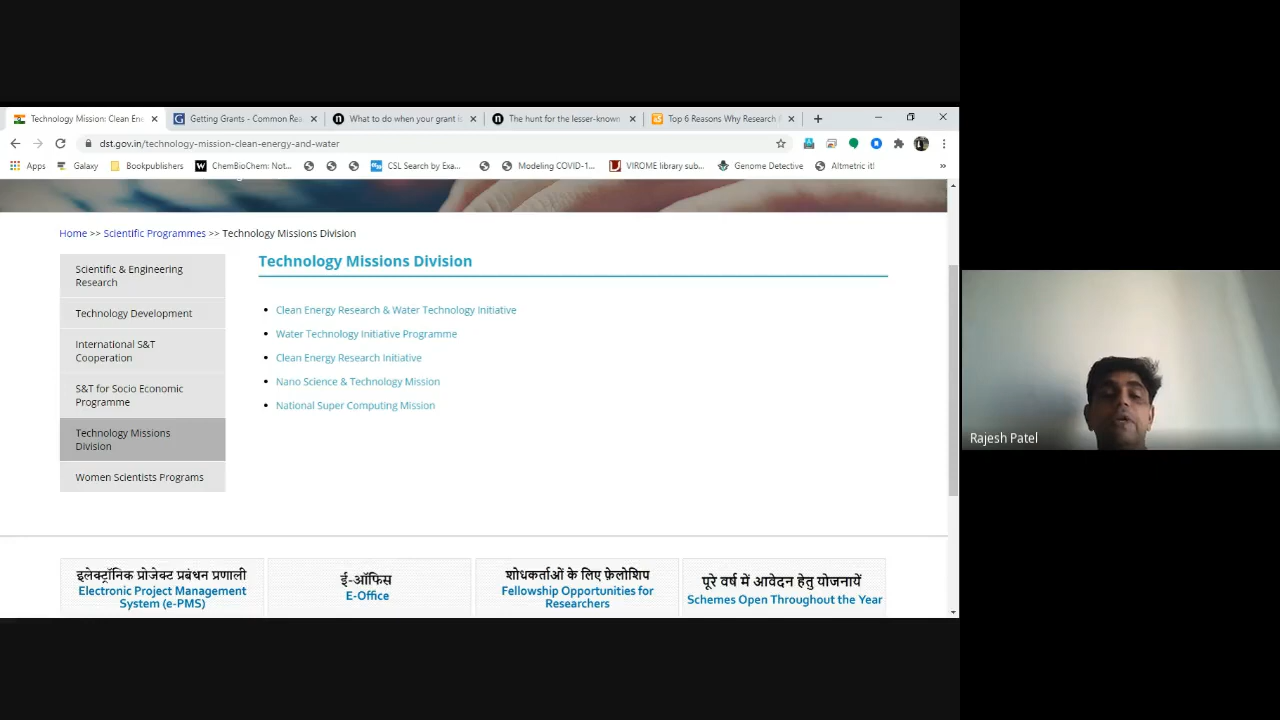 Technology Mission: Clean Ene
Getting Grants - Common Rea
What to do when your grant is
The hunt for the lesser-known
Top 6 Reasons Why Research
dst.gov.in/technology-mission-clean-energy-and-water
Apps
Galaxy
Bookpublishers
ChemBioChem: Not...
CSL Search by Exa...
Modeling COVID-1...
VIROME library sub...
Genome Detective
Altmetric it!
Home >> Scientific Programmes >> Technology Missions Division
Scientific & Engineering
Research
Technology Development
International S&T
Cooperation
S&T for Socio Economic
Programme
Technology Missions
Division
Women Scientists Programs
Technology Missions Division
Clean Energy Research & Water Technology Initiative
Water Technology Initiative Programme
Clean Energy Research Initiative
Nano Science & Technology Mission
National Super Computing Mission
इलेक्ट्रॉनिक प्रोजेक्ट प्रबंधन प्रणाली
Electronic Project Management
System (e-PMS)
ई-ऑफिस
E-Office
शोधकर्ताओं के लिए फ़ेलोशिप
Fellowship Opportunities for
Researchers
पूरे वर्ष में आवेदन हेतु योजनायें
Schemes Open Throughout the Year
Rajesh Patel